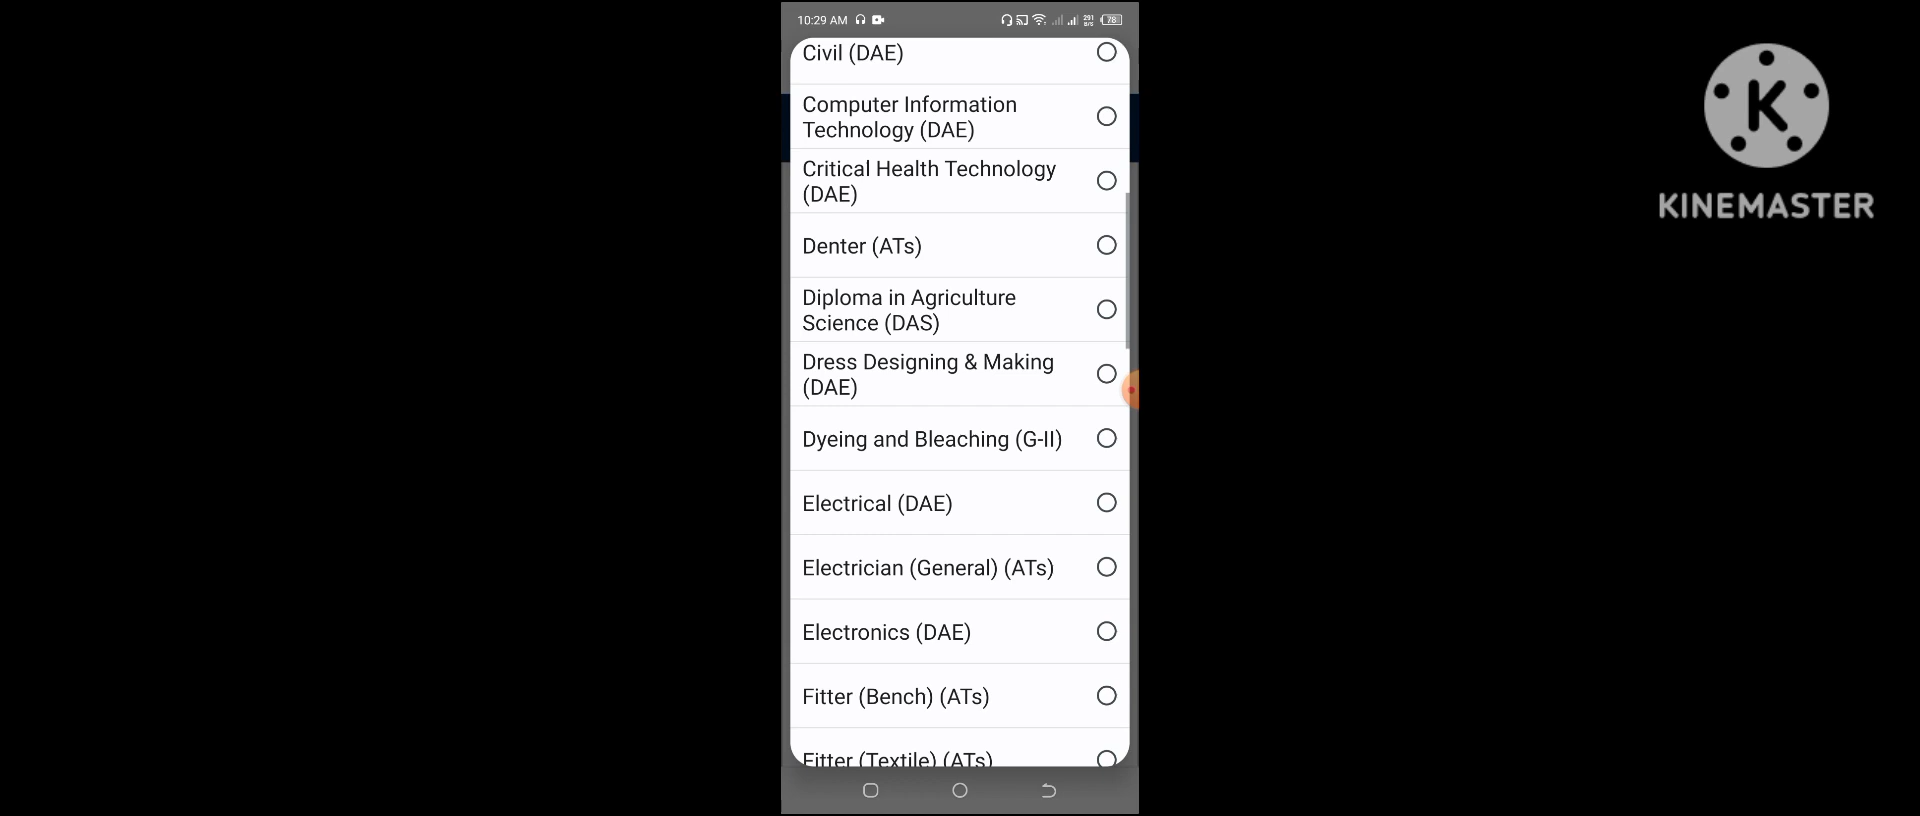 10:29 AM
291
B/s
78
Civil (DAE)
K
Computer Information
Technology (DAE)
Critical Health Technology
(DAE)
KINEMASTER
Denter (ATs)
Diploma in Agriculture
Science (DAS)
Dress Designing & Making
(DAE)
Dyeing and Bleaching (G-II)
Electrical (DAE)
Electrician (General) (ATs)
Electronics (DAE)
Fitter (Bench) (ATs)
Fitter (Textile) (ATs)